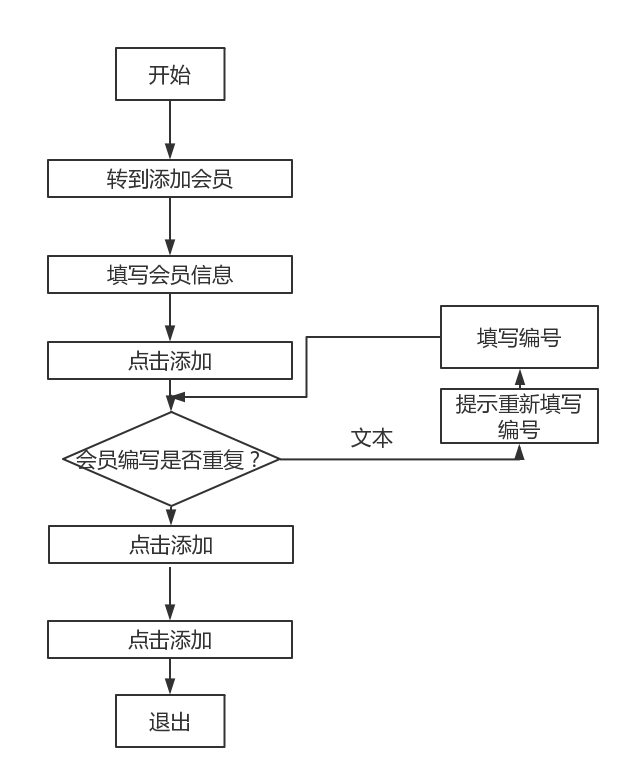 开始
转到添加会员
填写会员信息
点击添加
填写编号
提示重新填写
编号
文本
会员编写是否重复？
点击添加
点击添加
退出